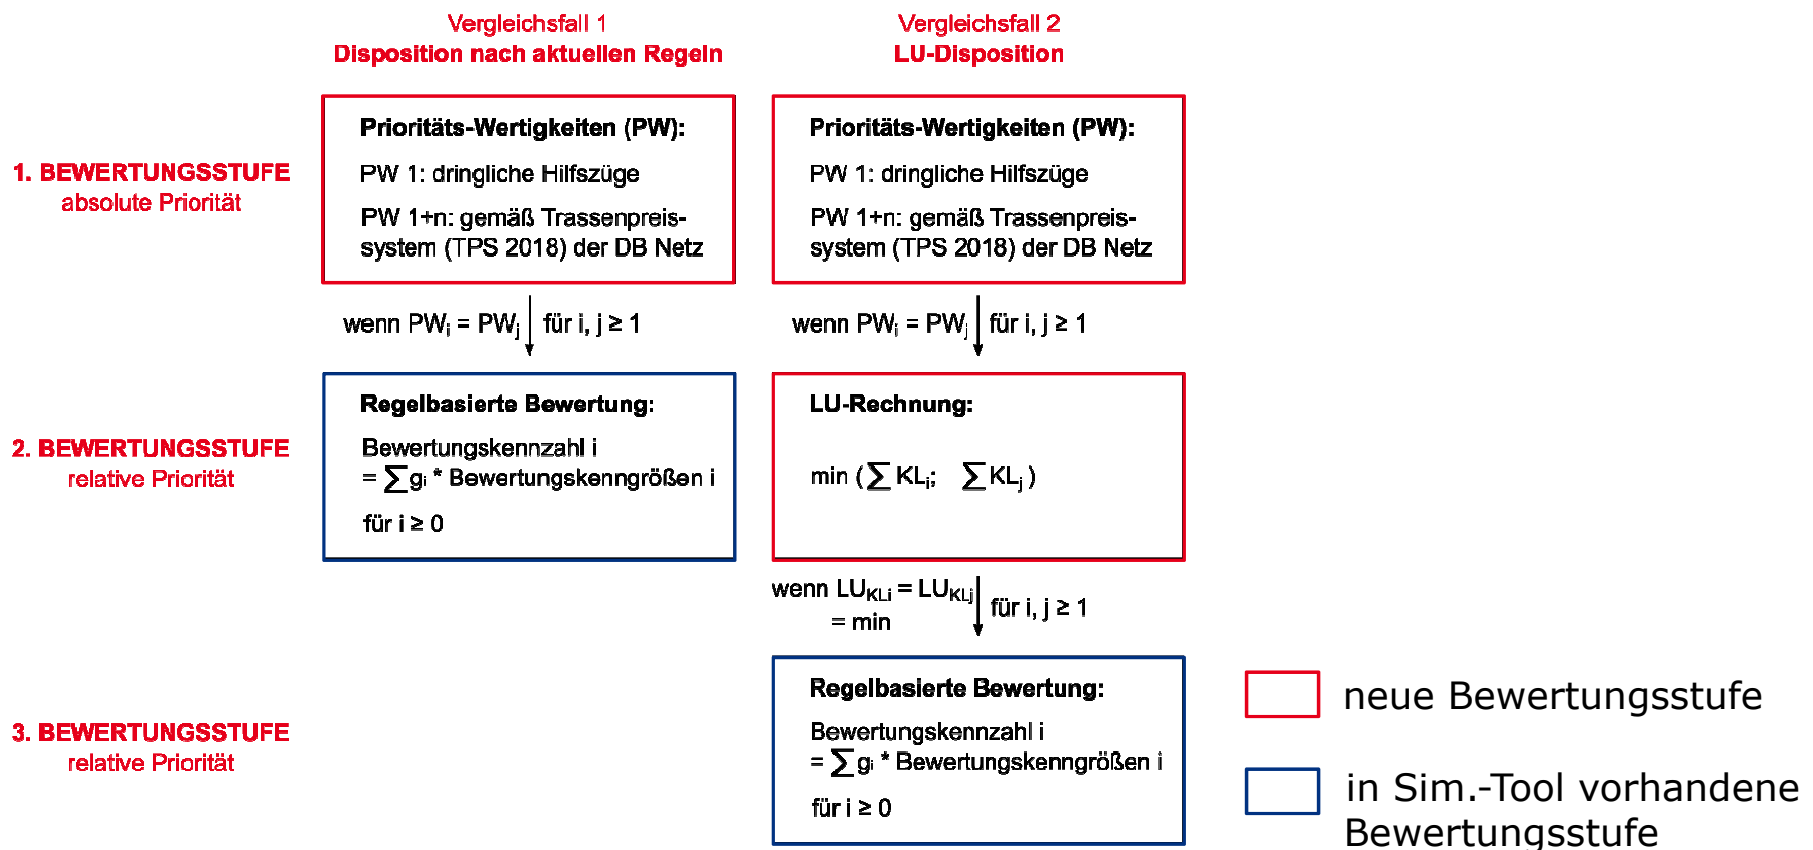 Vergleichsfall 1
Disposition nach aktuellen Regeln
Vergleichsfall 2
LU-Disposition
1. BEWERTUNGSSTUFE
absolute Priorität
Prioritäts-Wertigkeiten (PW):
PW 1: dringliche Hilfszüge
PW 1+n: gemäß Trassenpreis-
system (TPS 2018) der DB Netz
Prioritäts-Wertigkeiten (PW):
PW 1: dringliche Hilfszüge
PW 1+n: gemäß Trassenpreis-
system (TPS 2018) der DB Netz
wenn PWi = PWj für i, j ≥ 1
wenn PWi = PWj für i, j ≥ 1
2. BEWERTUNGSSTUFE
relative Priorität
Regelbasierte Bewertung:
Bewertungskennzahl i
= ∑ gi * Bewertungskenngrößen i
für i ≥ 0
LU-Rechnung:
min ( ∑ KLi; ∑ KLj )
wenn LUKLi = LUKLj
= min
für i, j ≥ 1
3. BEWERTUNGSSTUFE
relative Priorität
Regelbasierte Bewertung:
Bewertungskennzahl i
= ∑ gi * Bewertungskenngrößen i
für i ≥ 0
neue Bewertungsstufe
in Sim.-Tool vorhandene
Bewertungsstufe